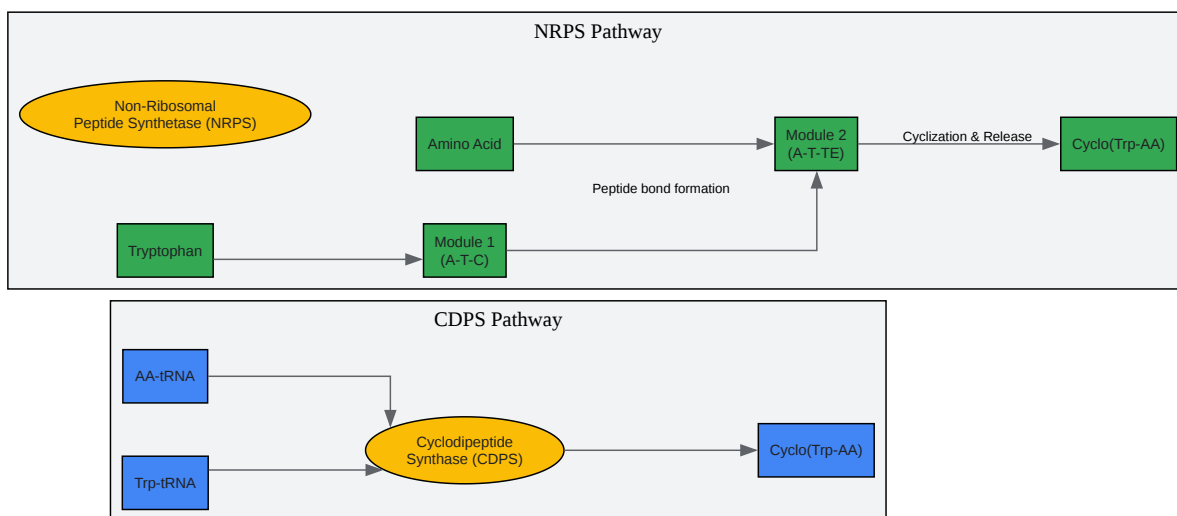 NRPS Pathway
Non-Ribosomal
Peptide Synthetase (NRPS)
Amino Acid
Module 2
(A-T-TE)
Cyclization & Release
Cyclo(Trp-AA)
Peptide bond formation
Tryptophan
Module 1
(A-T-C)
CDPS Pathway
AA-tRNA
Cyclodipeptide
Synthase (CDPS)
Cyclo(Trp-AA)
Trp-tRNA